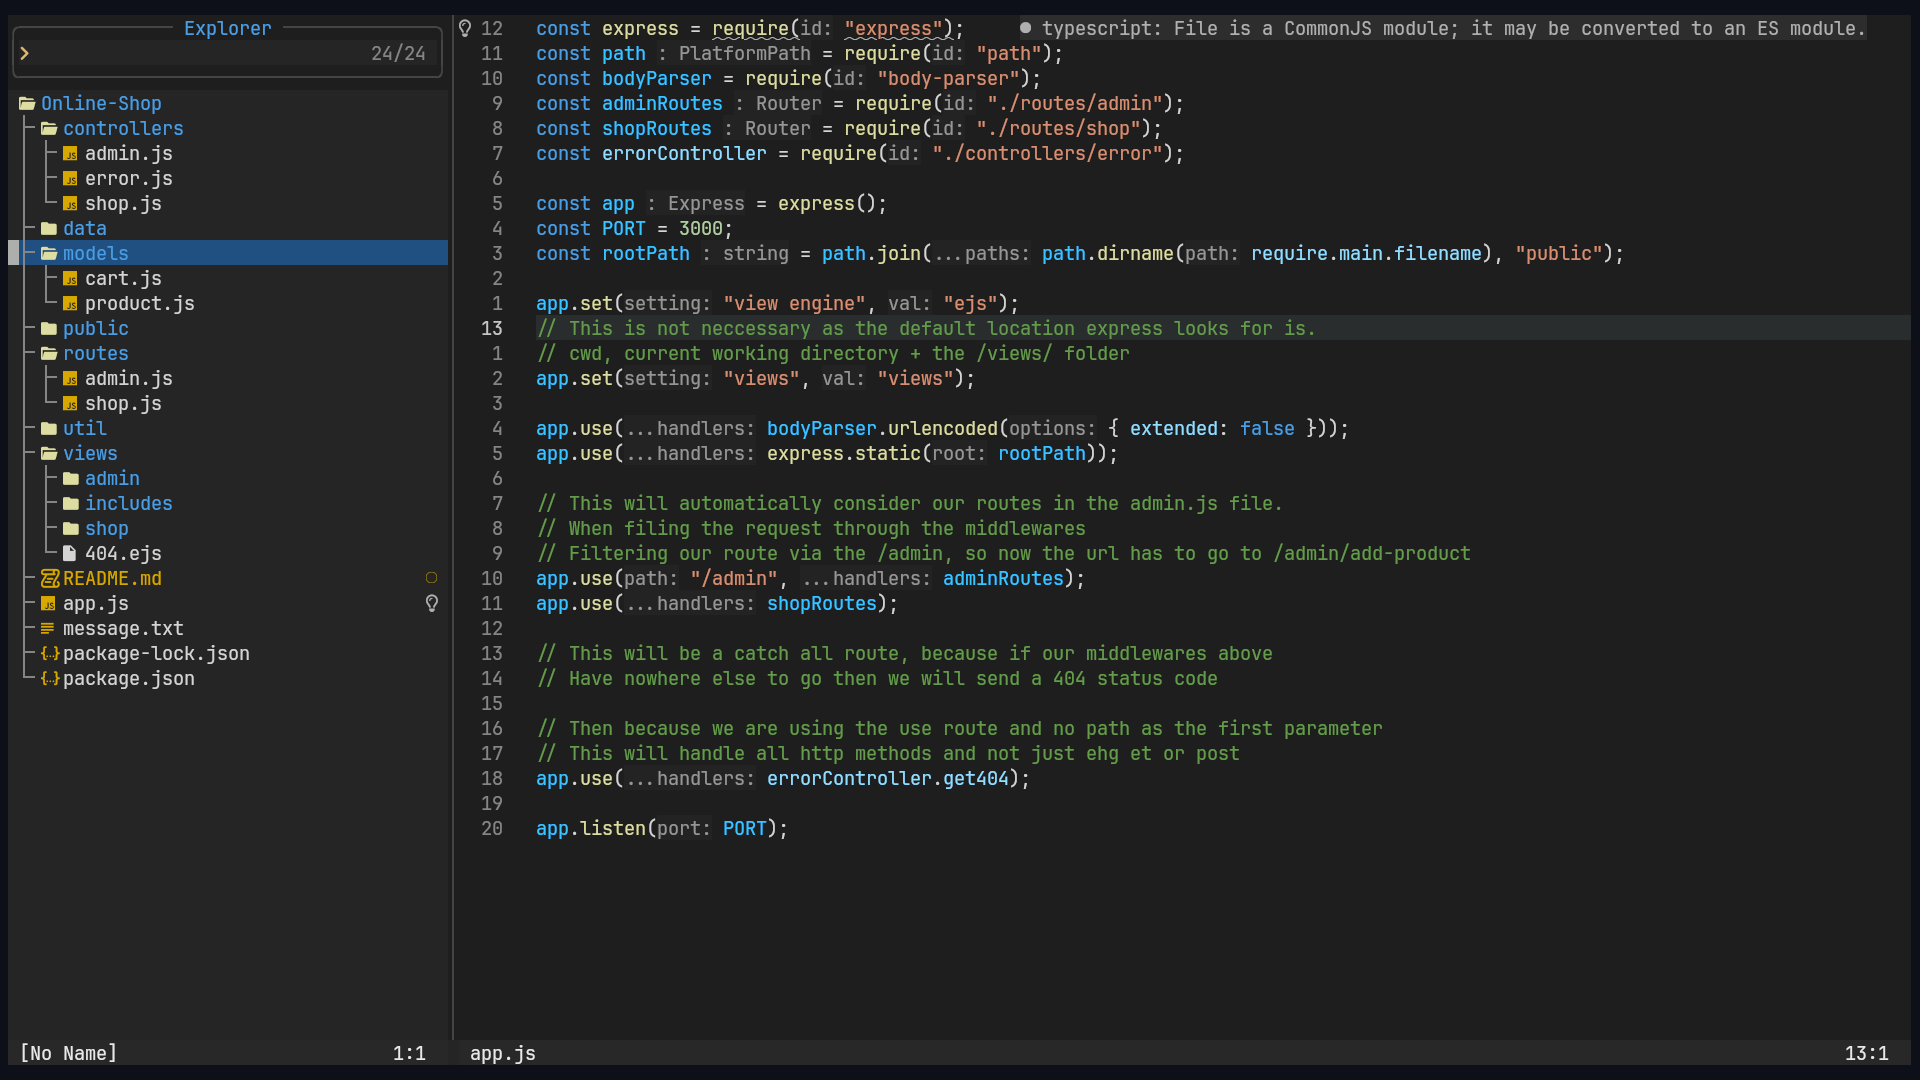 Explorer
24/24
Online-Shop
controllers
admin.js
error.js
shop.js
data
models
cart.js
product.js
public
routes
admin.js
shop.js
util
views
admin
includes
shop
404.ejs
README.md
app.js
message.txt
package-lock.json
package.json
[No Name] 1:1
12 const express = require(id: "express"); ● typescript: File is a CommonJS module; it may be converted to an ES module.
11 const path : PlatformPath = require(id: "path");
10 const bodyParser = require(id: "body-parser");
9 const adminRoutes : Router = require(id: "./routes/admin");
8 const shopRoutes : Router = require(id: "./routes/shop");
7 const errorController = require(id: "./controllers/error");
6
5 const app : Express = express();
4 const PORT = 3000;
3 const rootPath : string = path.join(...paths: path.dirname(path: require.main.filename), "public");
2
1 app.set(setting: "view engine", val: "ejs");
13 // This is not neccessary as the default location express looks for is.
1 // cwd, current working directory + the /views/ folder
2 app.set(setting: "views", val: "views");
3
4 app.use(...handlers: bodyParser.urlencoded(options: { extended: false }));
5 app.use(...handlers: express.static(root: rootPath));
6
7 // This will automatically consider our routes in the admin.js file.
8 // When filing the request through the middlewares
9 // Filtering our route via the /admin, so now the url has to go to /admin/add-product
10 app.use(path: "/admin", ...handlers: adminRoutes);
11 app.use(...handlers: shopRoutes);
12
13 // This will be a catch all route, because if our middlewares above
14 // Have nowhere else to go then we will send a 404 status code
15
16 // Then because we are using the use route and no path as the first parameter
17 // This will handle all http methods and not just ehg et or post
18 app.use(...handlers: errorController.get404);
19
20 app.listen(port: PORT);
app.js 13:1